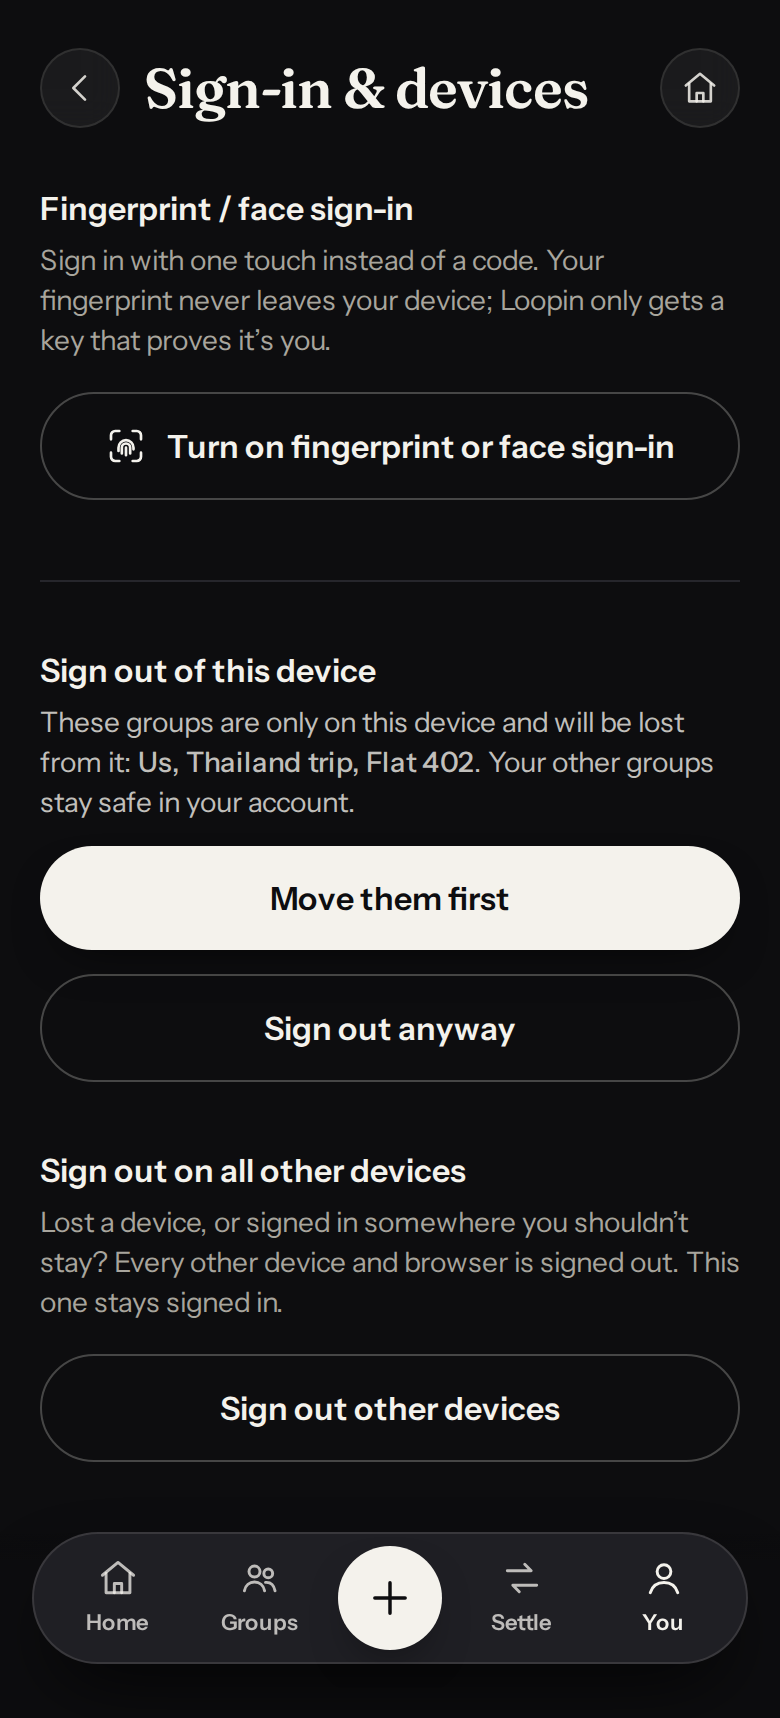 Sign-in & devices
Fingerprint / face sign-in
Sign in with one touch instead of a code. Your
fingerprint never leaves your device; Loopin only gets a
key that proves it’s you.
Turn on fingerprint or face sign-in
Sign out of this device
These groups are only on this device and will be lost
from it: Us, Thailand trip, Flat 402. Your other groups
stay safe in your account.
Move them first
Sign out anyway
Sign out on all other devices
Lost a device, or signed in somewhere you shouldn’t
stay? Every other device and browser is signed out. This
one stays signed in.
Sign out other devices
Home Groups Settle You